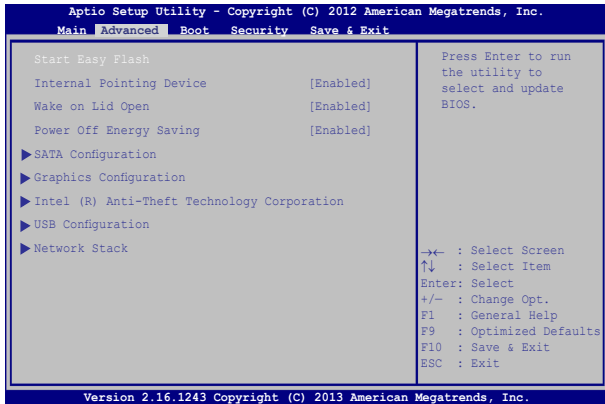 Aptio Setup Utility - Copyright (C) 2012 American Megatrends, Inc.
Main Advanced Boot Security Save & Exit
Start Easy Flash
Internal Pointing Device [Enabled]
Wake on Lid Open [Enabled]
Power Off Energy Saving [Enabled]
SATA Configuration
Graphics Configuration
Intel (R) Anti-Theft Technology Corporation
USB Configuration
Network Stack
Press Enter to run
the utility to
select and update
BIOS.
→← : Select Screen
↑↓ : Select Item
Enter: Select
+/— : Change Opt.
F1 : General Help
F9 : Optimized Defaults
F10 : Save & Exit
ESC : Exit
Version 2.16.1243 Copyright (C) 2013 American Megatrends, Inc.